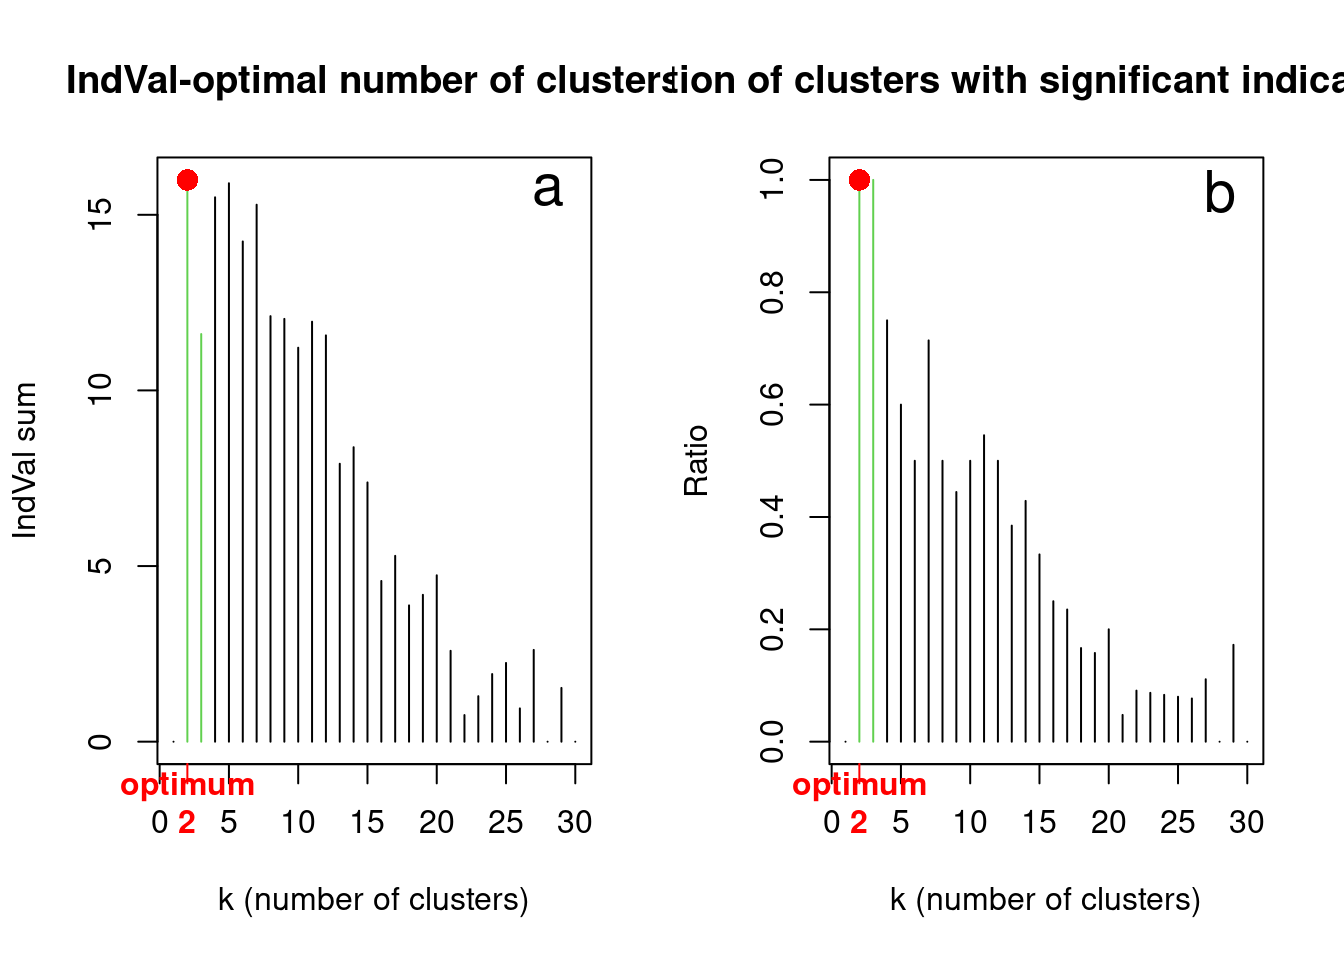 IndVal-optimal number of clusters
tion of clusters with significant indica
a
b
IndVal sum
0
5
10
15
optimum
0 2 5 10 15 20 25 30
k (number of clusters)
Ratio
0.0
0.2
0.4
0.6
0.8
1.0
optimum
0 2 5 10 15 20 25 30
k (number of clusters)